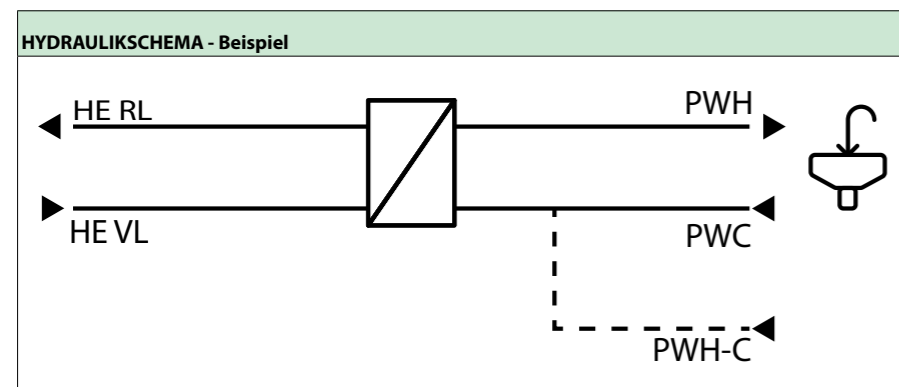 HYDRAULIKSCHEMA - Beispiel
HE RL
PWH
HE VL
PWC
PWH-C